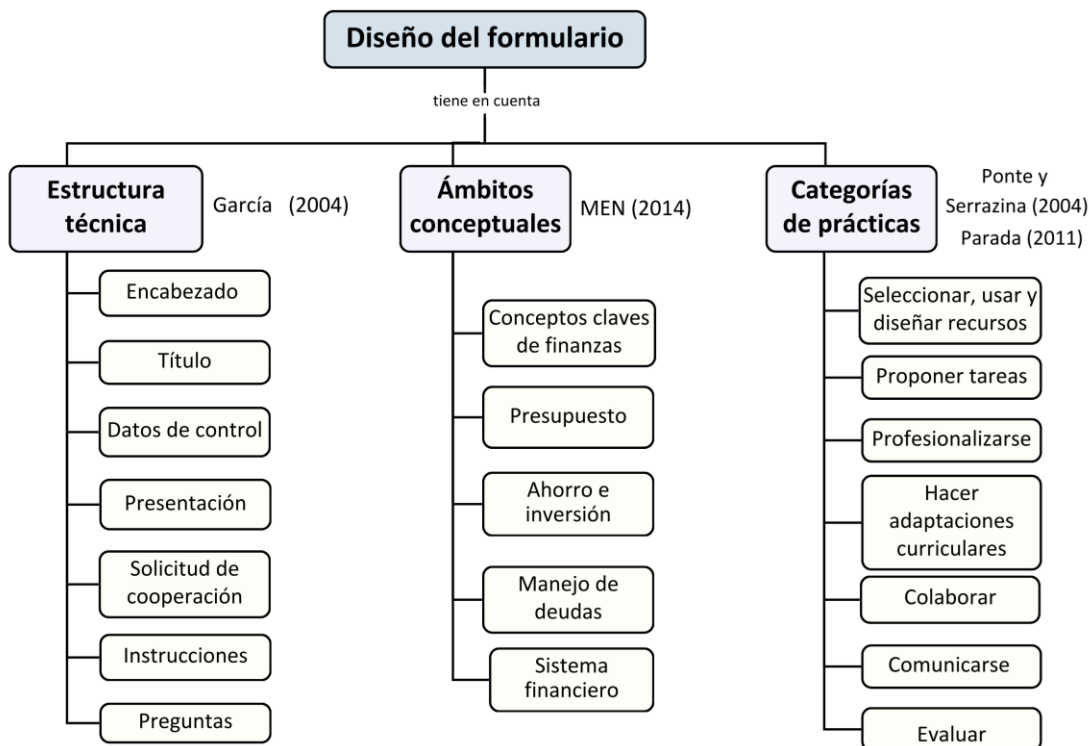 Diseño del formulario
tiene en cuenta
Estructura
técnica
García (2004)
Encabezado
Título
Datos de control
Presentación
Solicitud de
cooperación
Instrucciones
Preguntas
Ámbitos
conceptuales
MEN (2014)
Conceptos claves
de finanzas
Presupuesto
Ahorro e
inversión
Manejo de
deudas
Sistema
financiero
Categorías
de prácticas
Ponte y
Serrazina (2004)
Parada (2011)
Seleccionar, usar y
diseñar recursos
Proponer tareas
Profesionalizarse
Hacer
adaptaciones
curriculares
Colaborar
Comunicarse
Evaluar